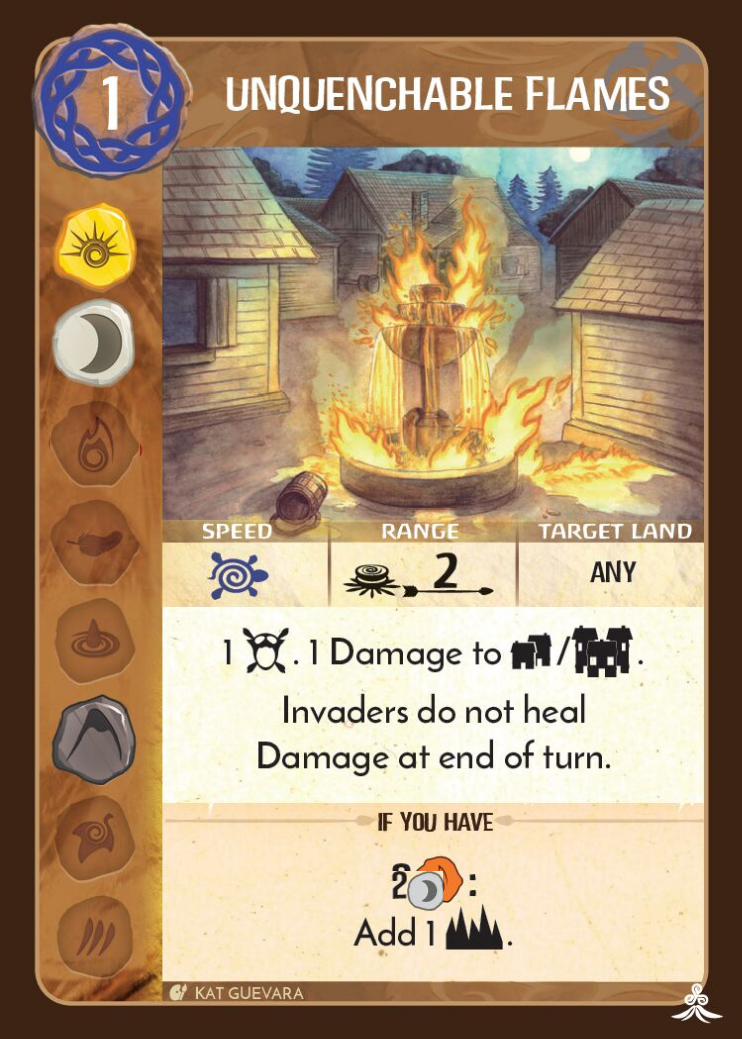 1
UNQUENCHABLE FLAMES
SPEED RANGE TARGET LAND
2 ANY
1 . 1 Damage to / .
Invaders do not heal
Damage at end of turn.
IF YOU HAVE
2 :
Add 1 .
KAT GUEVARA